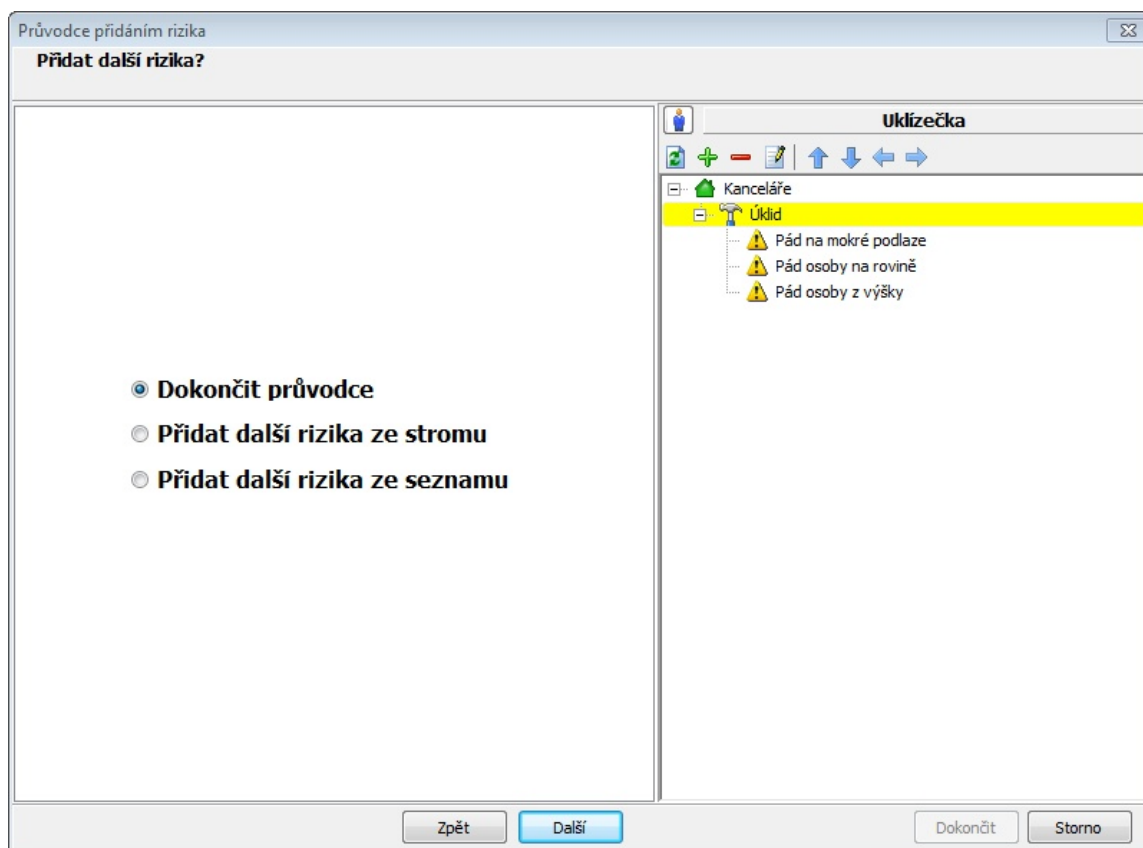 Průvodce přidáním rizika
Přidat další rizika?
Dokončit průvodce
Přidat další rizika ze stromu
Přidat další rizika ze seznamu
Uklízečka
Kanceláře
Úklid
Pád na mokré podlaze
Pád osoby na rovině
Pád osoby z výšky
Zpět
Další
Dokončit
Storno